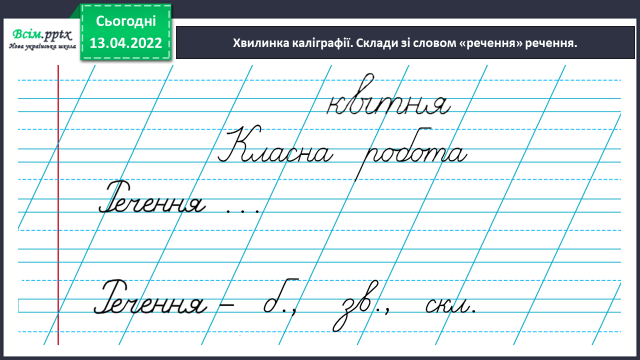 Всім.pptx
Нова українська школа
Сьогодні
13.04.2022
Хвилинка каліграфії. Склади зі словом «речення» речення.
квітня
Класна робота
Речення ...
Речення – б., зв., скл.